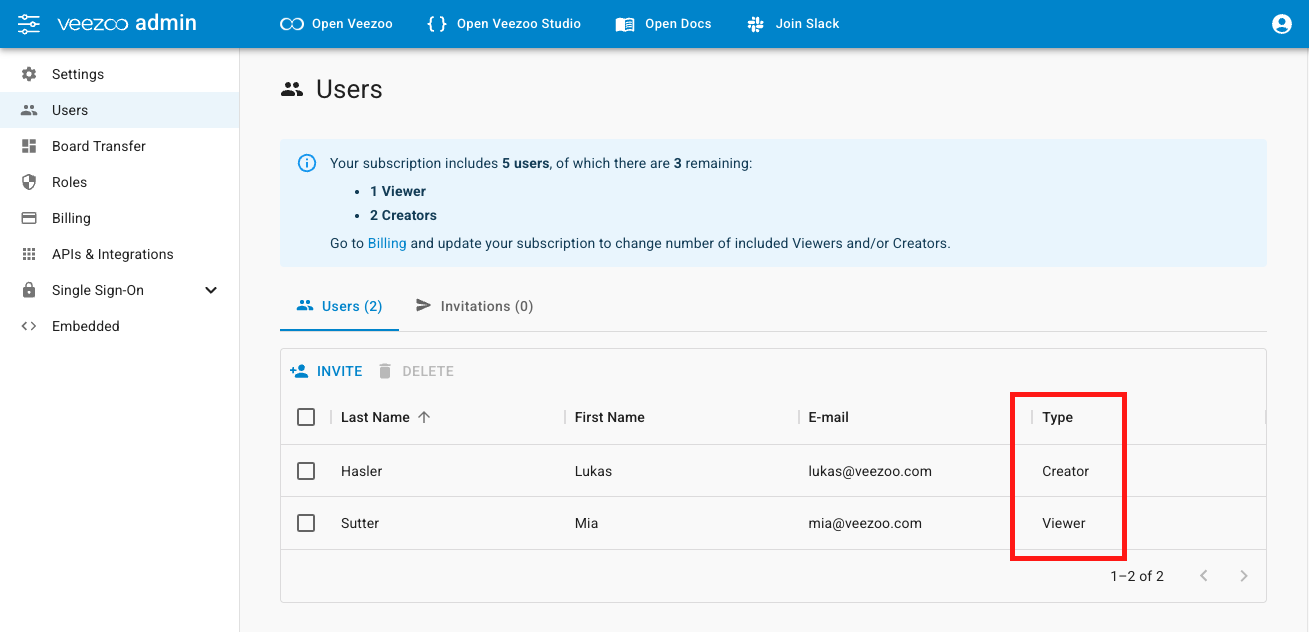 veezoo admin
Open Veezoo
Open Veezoo Studio
Open Docs
Join Slack
Settings
Users
Board Transfer
Roles
Billing
APIs & Integrations
Single Sign-On
Embedded
Users
Your subscription includes 5 users, of which there are 3 remaining:
• 1 Viewer
• 2 Creators
Go to Billing and update your subscription to change number of included Viewers and/or Creators.
Users (2)
Invitations (0)
INVITE
DELETE
Last Name First Name E-mail Type
Hasler Lukas lukas@veezoo.com Creator
Sutter Mia mia@veezoo.com Viewer
1–2 of 2